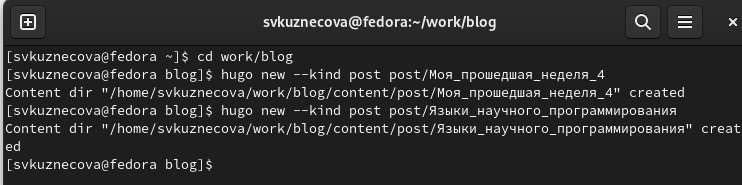 svkuznecova@fedora:~/work/blog
[svkuznecova@fedora ~]$ cd work/blog
[svkuznecova@fedora blog]$ hugo new --kind post post/Моя_прошедшая_неделя_4
Content dir "/home/svkuznecova/work/blog/content/post/Моя_прошедшая_неделя_4" created
[svkuznecova@fedora blog]$ hugo new --kind post post/Языки_научного_программирования
Content dir "/home/svkuznecova/work/blog/content/post/Языки_научного_программирования" creat
ed
[svkuznecova@fedora blog]$